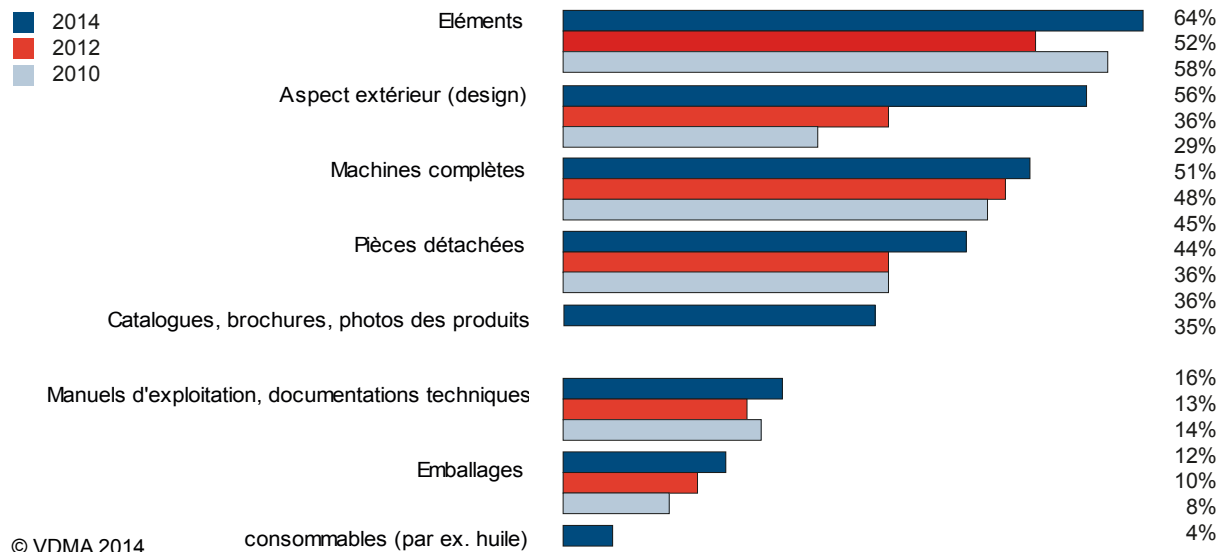 2014
2012
2010
Eléments
64%
52%
58%
Aspect extérieur (design)
56%
36%
29%
Machines complètes
51%
48%
45%
Pièces détachées
44%
36%
36%
Catalogues, brochures, photos des produits
35%
Manuels d'exploitation, documentations techniques
16%
13%
14%
Emballages
12%
10%
8%
consommables (par ex. huile)
4%
© VDMA 2014